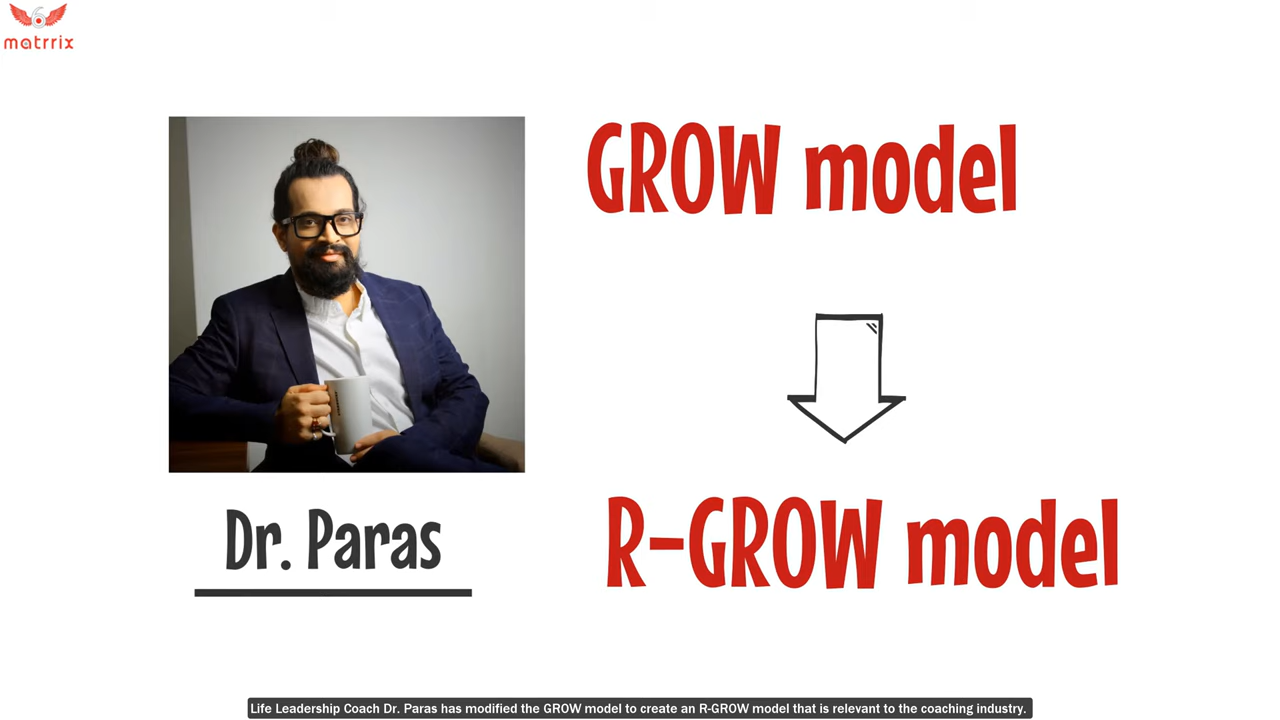 6
matrrix
GROW model
R-GROW model
Dr. Paras
Life Leadership Coach Dr. Paras has modified the GROW model to create an R-GROW model that is relevant to the coaching industry.